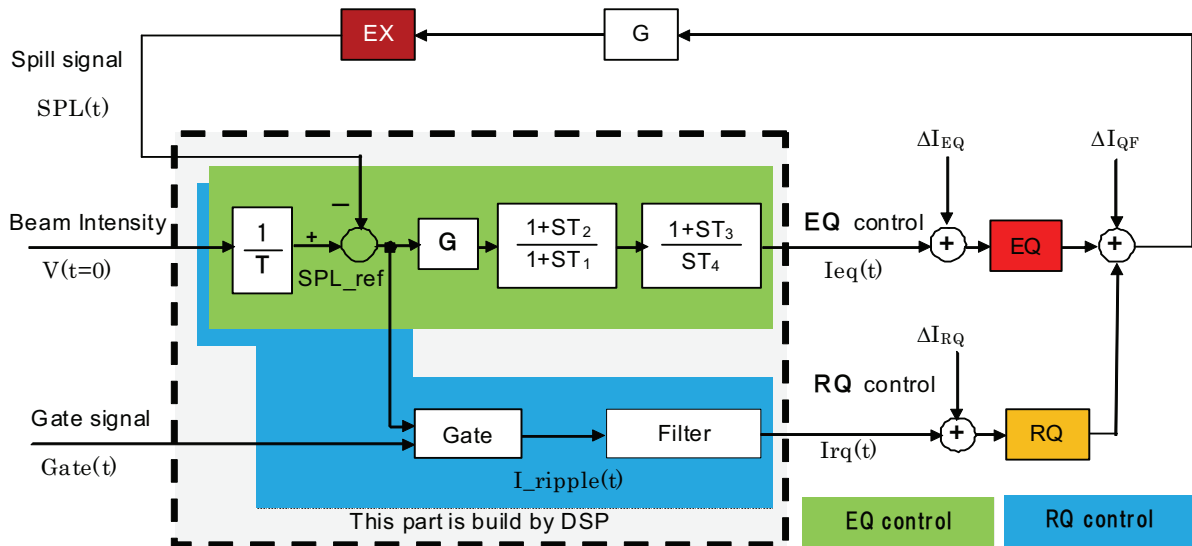 EX
G
Spill signal
SPL(t)
ΔI_EQ
ΔI_QF
Beam Intensity
V(t=0)
1
T
+
−
SPL_ref
G
1+ST₂
1+ST₁
1+ST₃
ST₄
EQ control
Ieq(t)
+
EQ
+
ΔI_RQ
RQ control
Irq(t)
+
RQ
Gate signal
Gate(t)
Gate
Filter
I_ripple(t)
This part is build by DSP
EQ control
RQ control